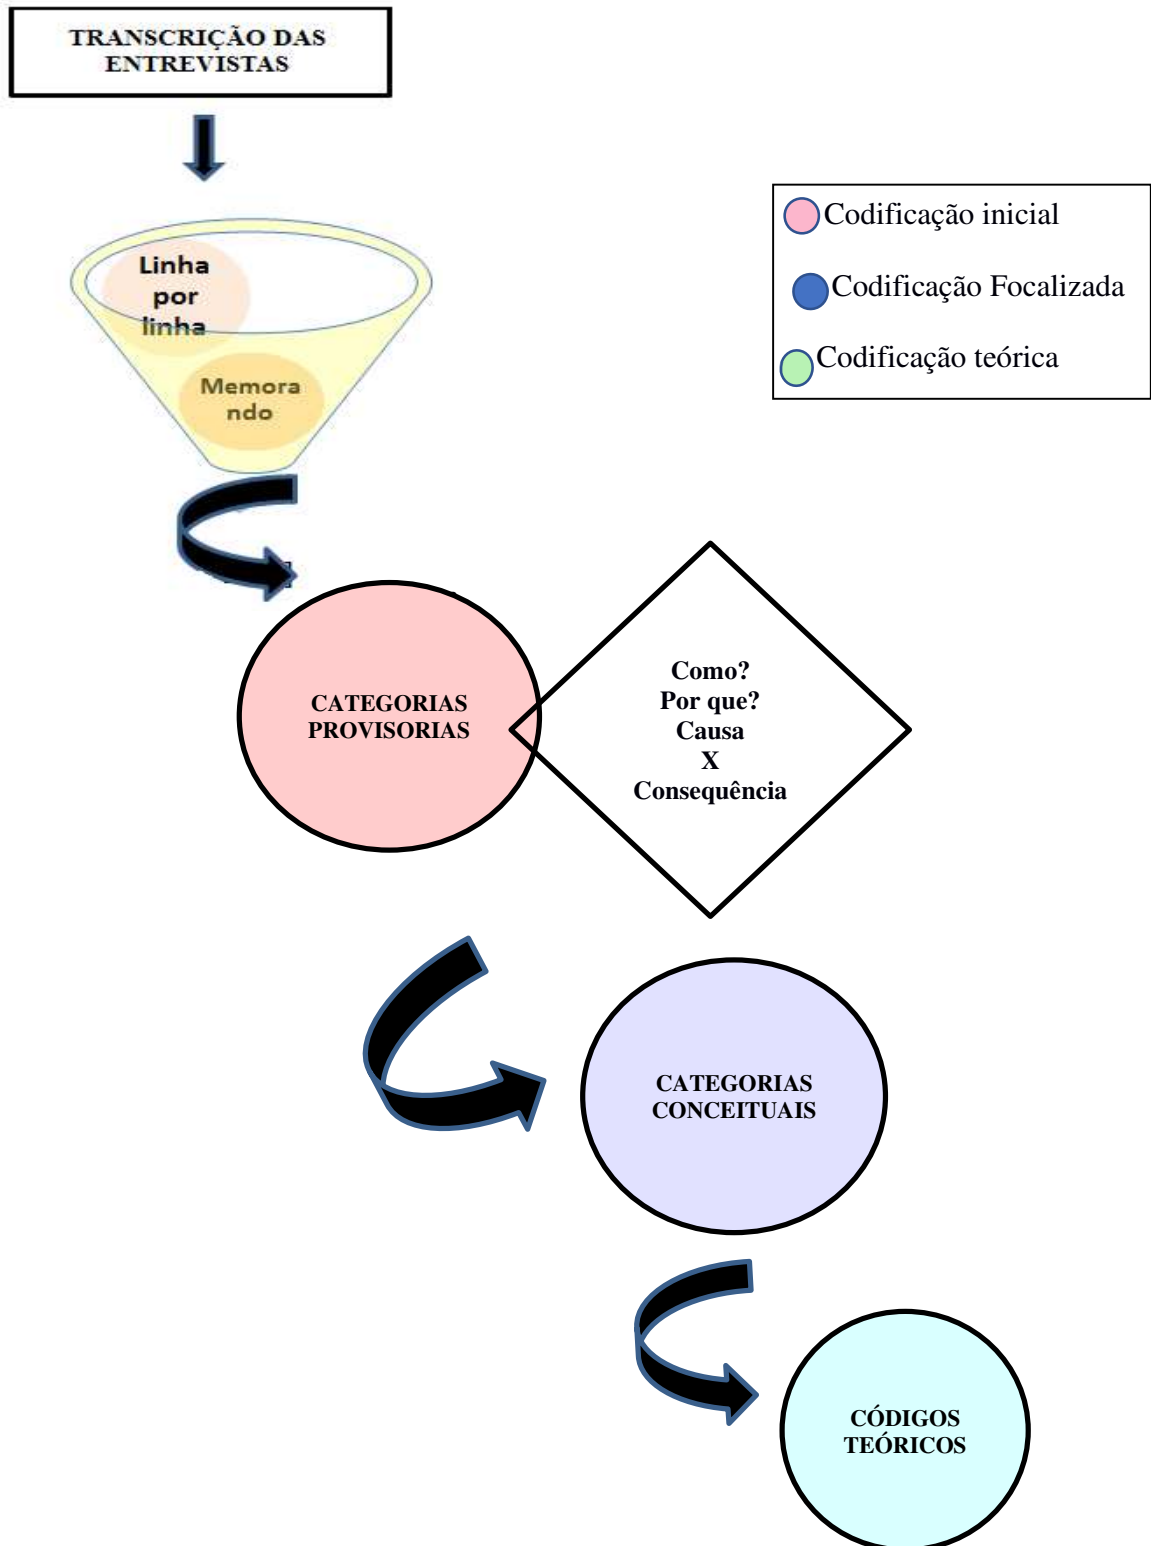 TRANSCRIÇÃO DAS
ENTREVISTAS
Linha
por
linha
Memora
ndo
Codificação inicial
Codificação Focalizada
Codificação teórica
CATEGORIAS
PROVISORIAS
Como?
Por que?
Causa
X
Consequência
CATEGORIAS
CONCEITUAIS
CÓDIGOS
TEÓRICOS